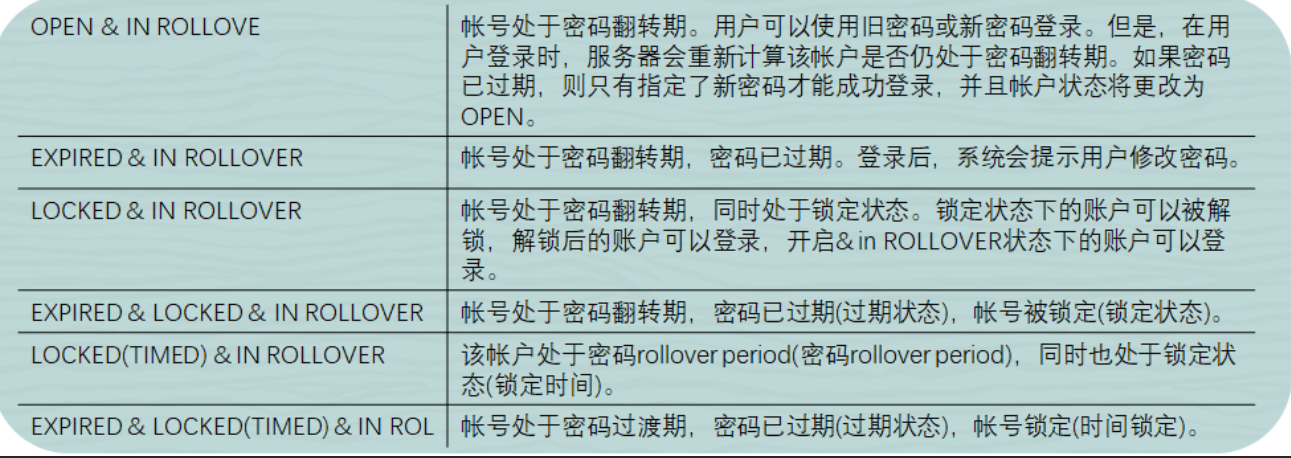 OPEN & IN ROLLOVE
帐号处于密码翻转期。用户可以使用旧密码或新密码登录。但是，在用
户登录时，服务器会重新计算该帐户是否仍处于密码翻转期。如果密码
已过期，则只有指定了新密码才能成功登录，并且帐户状态将更改为
OPEN。
EXPIRED & IN ROLLOVER
帐号处于密码翻转期，密码已过期。登录后，系统会提示用户修改密码。
LOCKED & IN ROLLOVER
帐号处于密码翻转期，同时处于锁定状态。锁定状态下的账户可以被解
锁，解锁后的账户可以登录，开启& in ROLLOVER状态下的账户可以登
录。
EXPIRED & LOCKED & IN ROLLOVER
帐号处于密码翻转期，密码已过期(过期状态)，帐号被锁定(锁定状态)。
LOCKED(TIMED) & IN ROLLOVER
该帐户处于密码rollover period(密码rollover period)，同时也处于锁定状
态(锁定时间)。
EXPIRED & LOCKED(TIMED) & IN ROL
帐号处于密码过渡期，密码已过期(过期状态)，帐号锁定(时间锁定)。